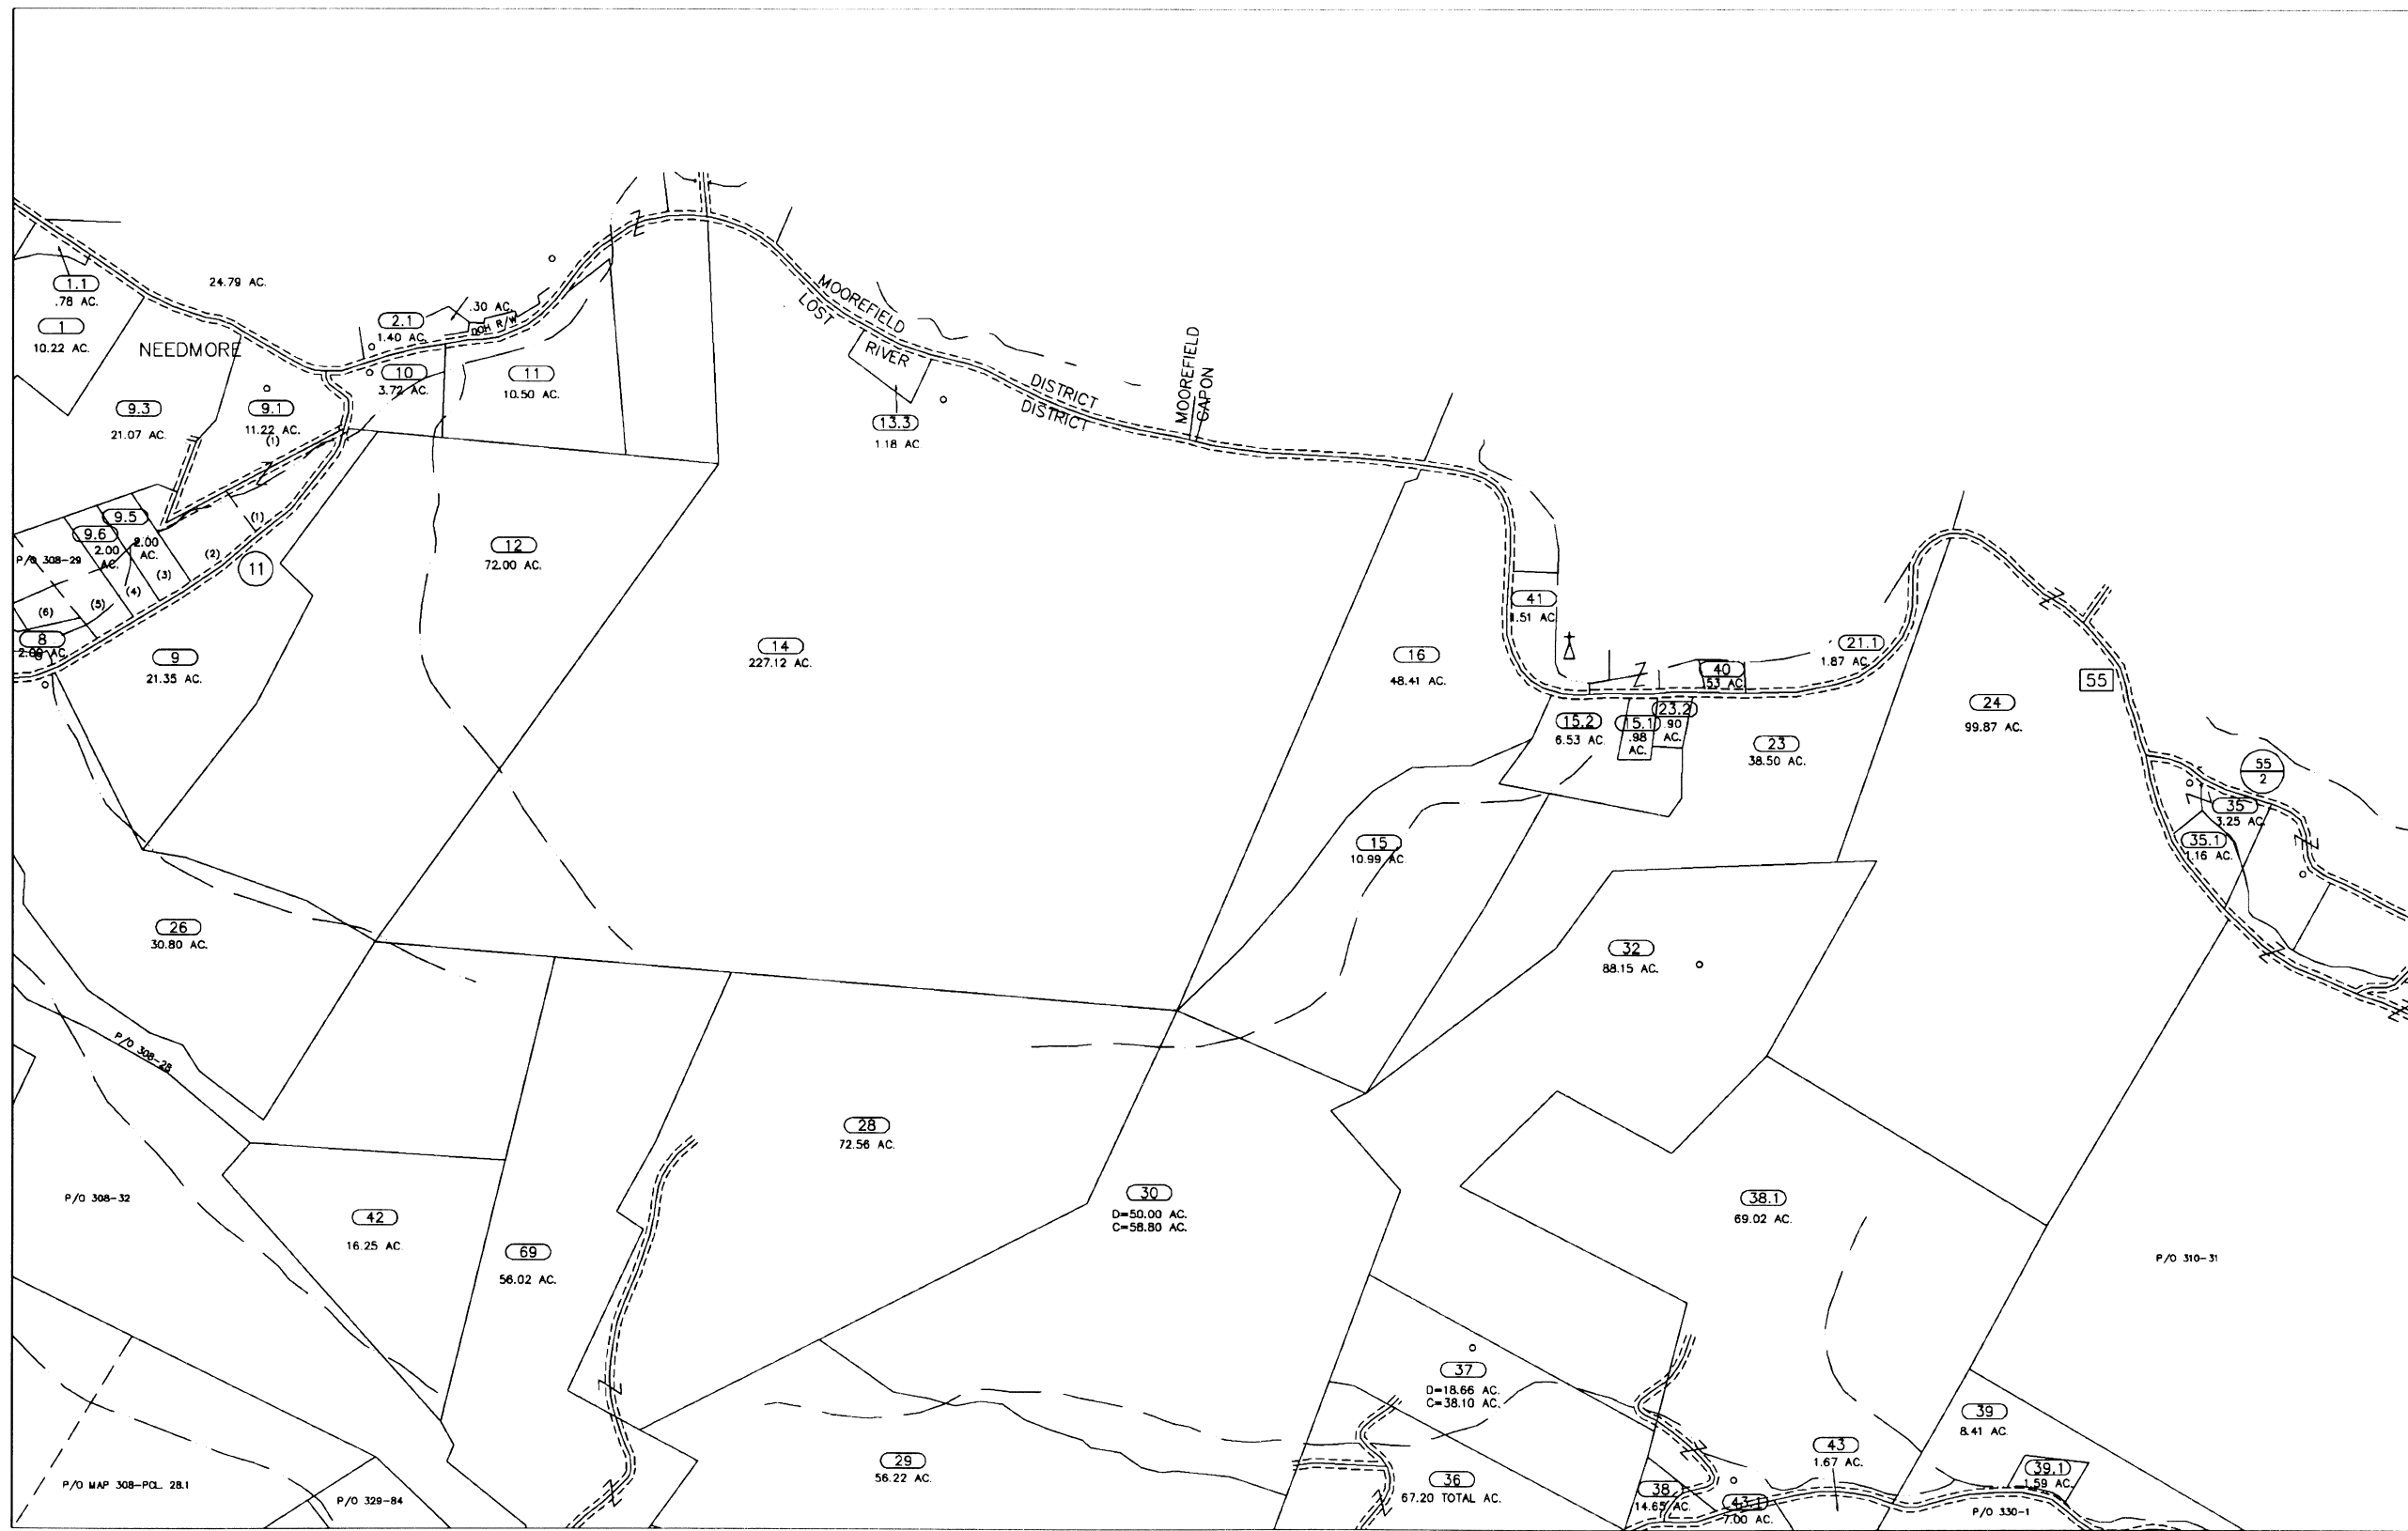 24.79 AC.
1.1
.78 AC.
1
10.22 AC.
NEEDMORE
2.1
1.40 AC.
.30 AC.
DOH R/W
10
3.72 AC.
11
10.50 AC.
9.3
21.07 AC.
9.1
11.22 AC.
(1)
MOOREFIELD
LOST
RIVER
DISTRICT
DISTRICT
MOOREFIELD
CAPON
13.3
1.18 AC
9.5
2.00
AC.
9.6
2.00
AC.
P/O 308-29
(1)
(2)
(3)
(4)
(5)
(6)
11
8
2.00 AC.
9
21.35 AC.
12
72.00 AC.
14
227.12 AC.
16
48.41 AC.
41
.51 AC
40
.53 AC
21.1
1.87 AC
15.2
6.53 AC
15.1
.98
AC.
23.2
.90
AC.
23
38.50 AC.
24
99.87 AC.
55
55
2
35
3.25 AC
35.1
1.16 AC.
15
10.99 AC
26
30.80 AC.
32
88.15 AC.
P/O 308-28
P/O 308-32
28
72.56 AC.
30
D=50.00 AC.
C=58.80 AC.
38.1
69.02 AC.
P/O 310-31
42
16.25 AC
69
56.02 AC.
37
D=18.66 AC.
C=38.10 AC.
39
8.41 AC.
43
1.67 AC.
39.1
1.59 AC
29
56.22 AC.
36
67.20 TOTAL AC.
38
14.65 AC.
43.1
7.00 AC.
P/O 330-1
P/O MAP 308-PCL. 28.1
P/O 329-84